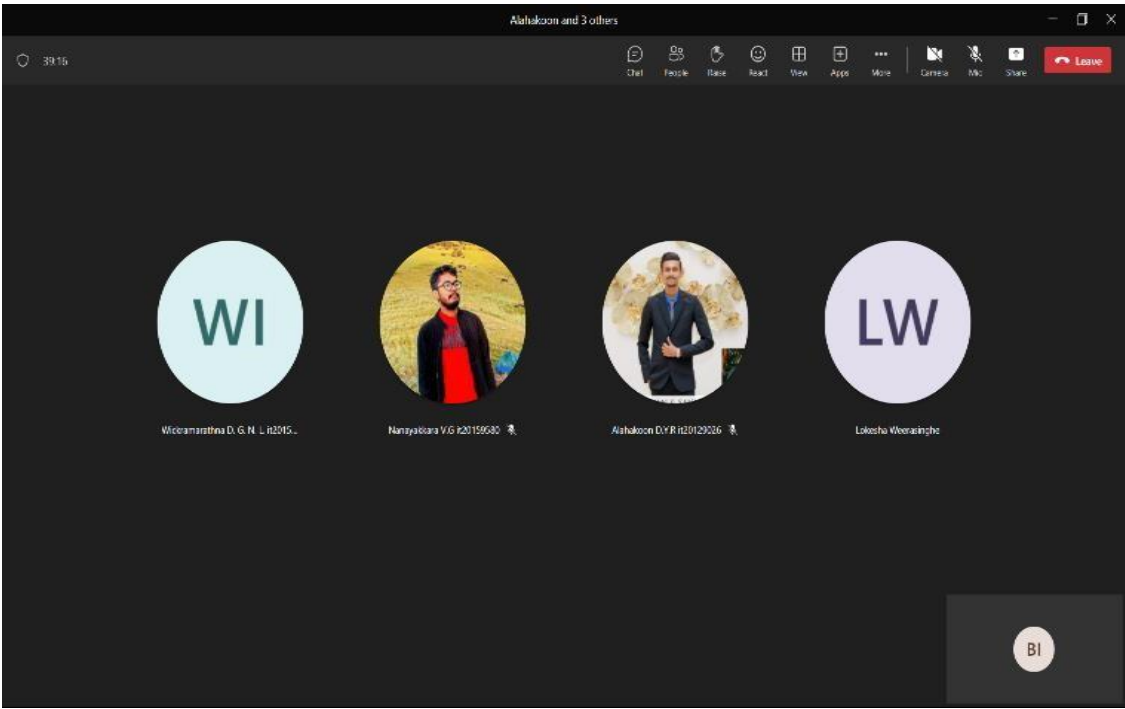 Alahakoon and 3 others
39:16
Chat People Raise React View Apps More Camera Mic Share Leave
WI
LW
Wickramarathna D. G. N. L it2015...
Nanayakkara V.G it20159580
Alahakoon D.Y.R it20129026
Lokesha Weerasinghe
BI